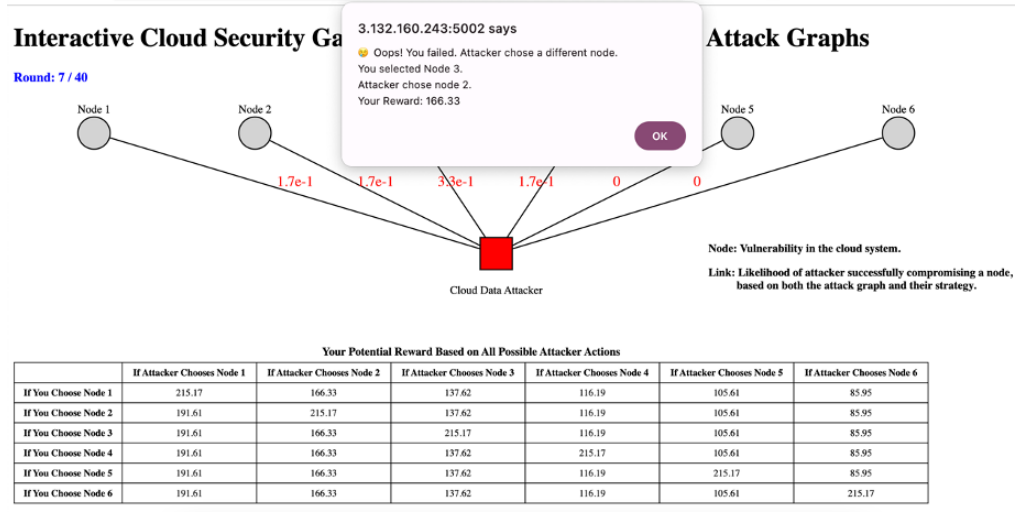 Interactive Cloud Security Ga
Attack Graphs
3.132.160.243:5002 says
Oops! You failed. Attacker chose a different node.
You selected Node 3.
Attacker chose node 2.
Your Reward: 166.33
OK
Round: 7 / 40
Node 1
Node 2
Node 5
Node 6
1.7e-1
1.7e-1
3.3e-1
1.7e-1
0
0
Cloud Data Attacker
Node: Vulnerability in the cloud system.
Link: Likelihood of attacker successfully compromising a node,
based on both the attack graph and their strategy.
Your Potential Reward Based on All Possible Attacker Actions
If Attacker Chooses Node 1 If Attacker Chooses Node 2 If Attacker Chooses Node 3 If Attacker Chooses Node 4 If Attacker Chooses Node 5 If Attacker Chooses Node 6
If You Choose Node 1 215.17 166.33 137.62 116.19 105.61 85.95
If You Choose Node 2 191.61 215.17 137.62 116.19 105.61 85.95
If You Choose Node 3 191.61 166.33 215.17 116.19 105.61 85.95
If You Choose Node 4 191.61 166.33 137.62 215.17 105.61 85.95
If You Choose Node 5 191.61 166.33 137.62 116.19 215.17 85.95
If You Choose Node 6 191.61 166.33 137.62 116.19 105.61 215.17